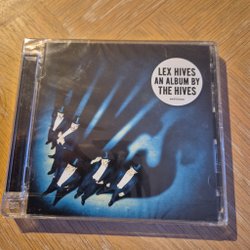 LEX HIVES
AN ALBUM BY
THE HIVES